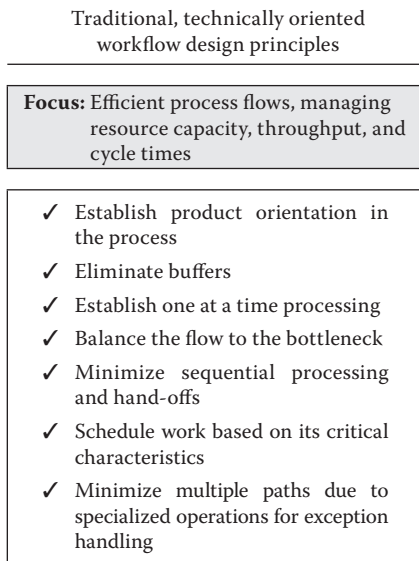 Traditional, technically oriented
workflow design principles
Focus: Efficient process flows, managing
resource capacity, throughput, and
cycle times
✓ Establish product orientation in
the process
✓ Eliminate buffers
✓ Establish one at a time processing
✓ Balance the flow to the bottleneck
✓ Minimize sequential processing
and hand-offs
✓ Schedule work based on its critical
characteristics
✓ Minimize multiple paths due to
specialized operations for exception
handling